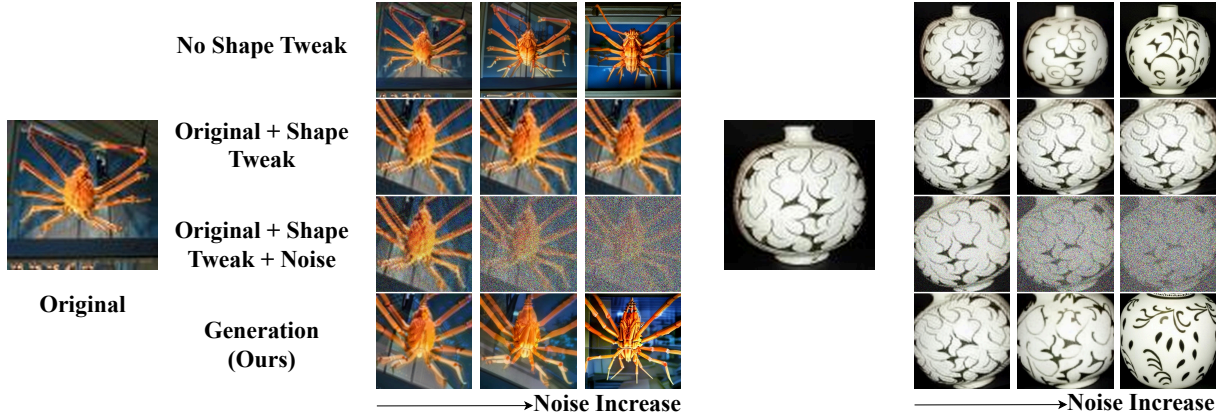 No Shape Tweak
Original + Shape
Tweak
Original + Shape
Tweak + Noise
Original
Generation
(Ours)
Noise Increase
Noise Increase